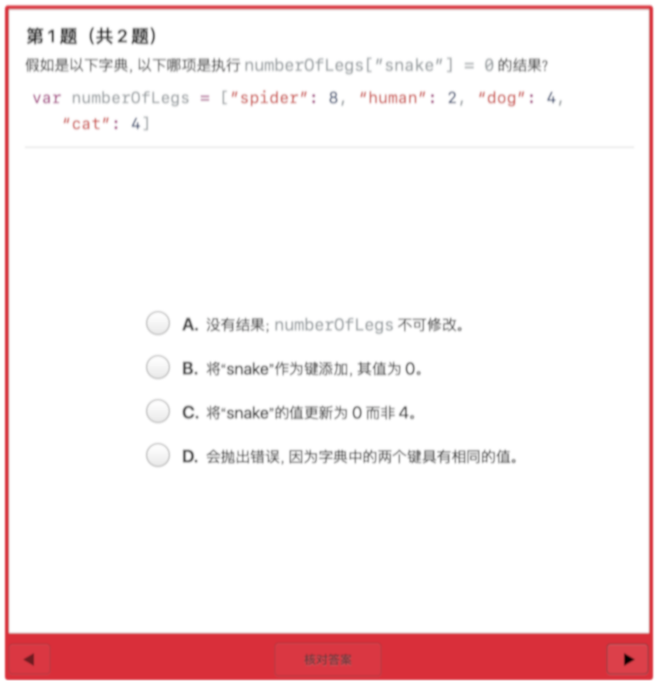 第1题（共2题）
假如是以下字典, 以下哪项是执行 numberOfLegs["snake"] = 0 的结果?
var numberOfLegs = ["spider": 8, "human": 2, "dog": 4,
"cat": 4]
A. 没有结果; numberOfLegs 不可修改。
B. 将"snake"作为键添加, 其值为 0。
C. 将"snake"的值更新为 0 而非 4。
D. 会抛出错误, 因为字典中的两个键具有相同的值。
核对答案